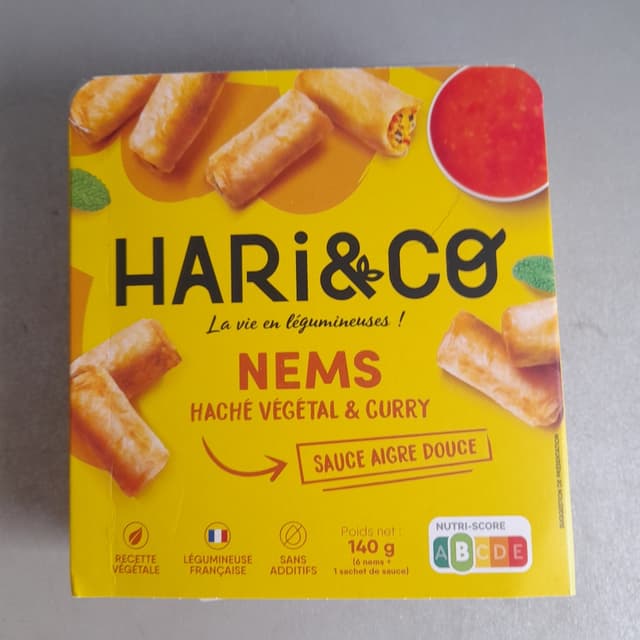 HARi&CO
La vie en légumineuses !
NEMS
HACHÉ VÉGÉTAL & CURRY
SAUCE AIGRE DOUCE
RECETTE
VÉGÉTALE
LÉGUMINEUSE
FRANÇAISE
SANS
ADDITIFS
Poids net :
140 g
(6 nems +
1 sachet de sauce)
NUTRI-SCORE
A B C D E
SUGGESTION DE PRÉSENTATION